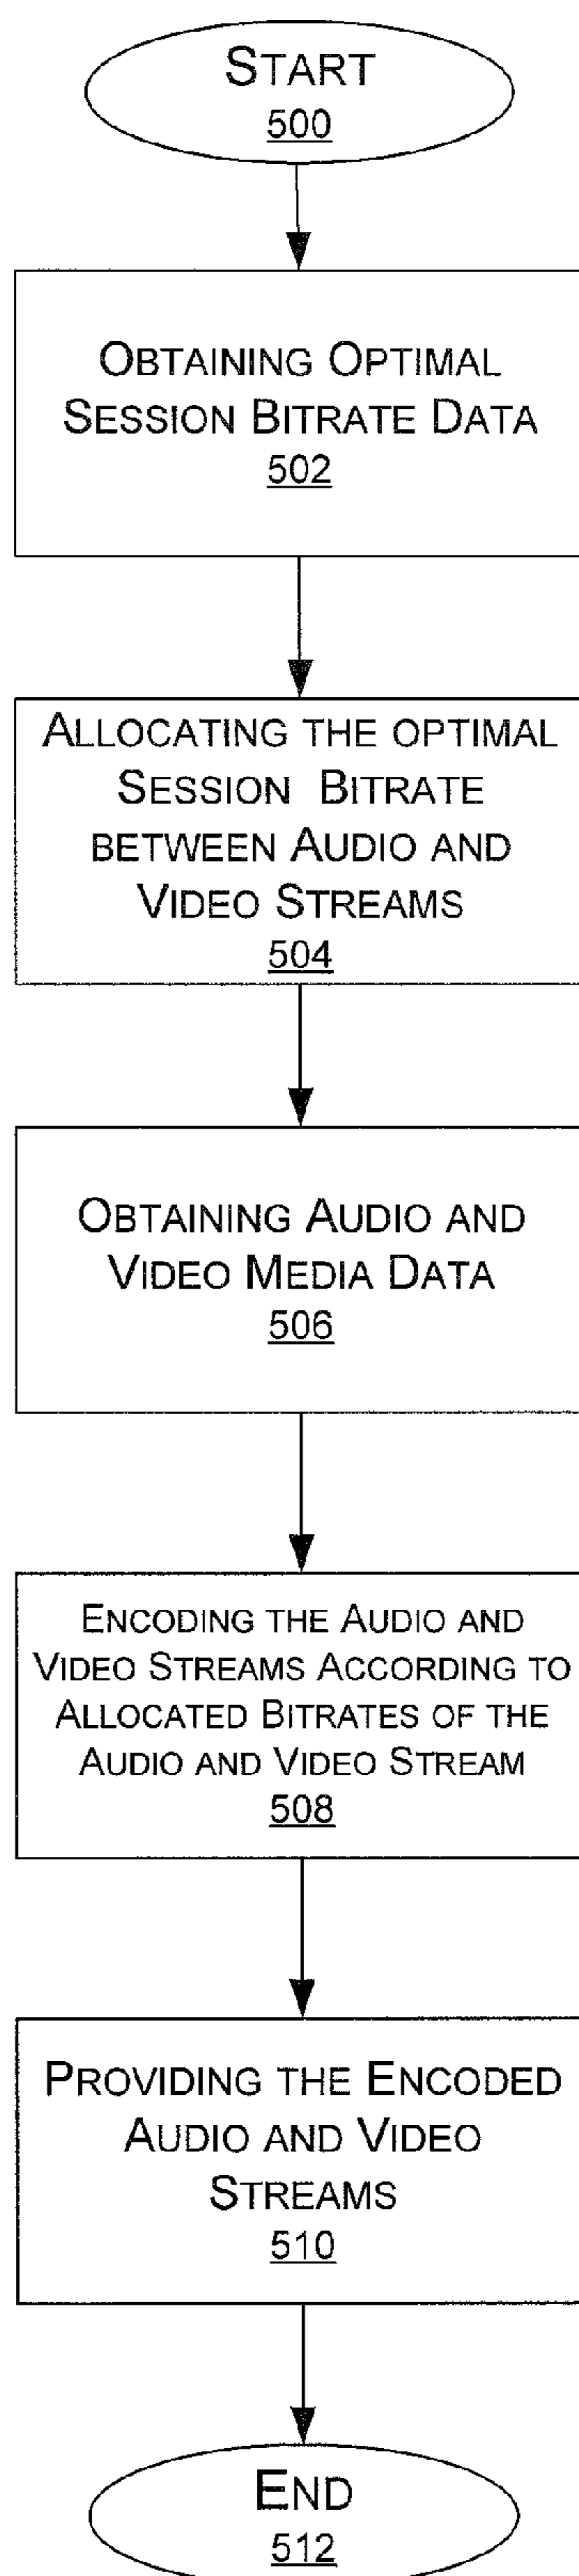 START
500
OBTAINING OPTIMAL
SESSION BITRATE DATA
502
ALLOCATING THE OPTIMAL
SESSION BITRATE
BETWEEN AUDIO AND
VIDEO STREAMS
504
OBTAINING AUDIO AND
VIDEO MEDIA DATA
506
ENCODING THE AUDIO AND
VIDEO STREAMS ACCORDING TO
ALLOCATED BITRATES OF THE
AUDIO AND VIDEO STREAM
508
PROVIDING THE ENCODED
AUDIO AND VIDEO
STREAMS
510
END
512